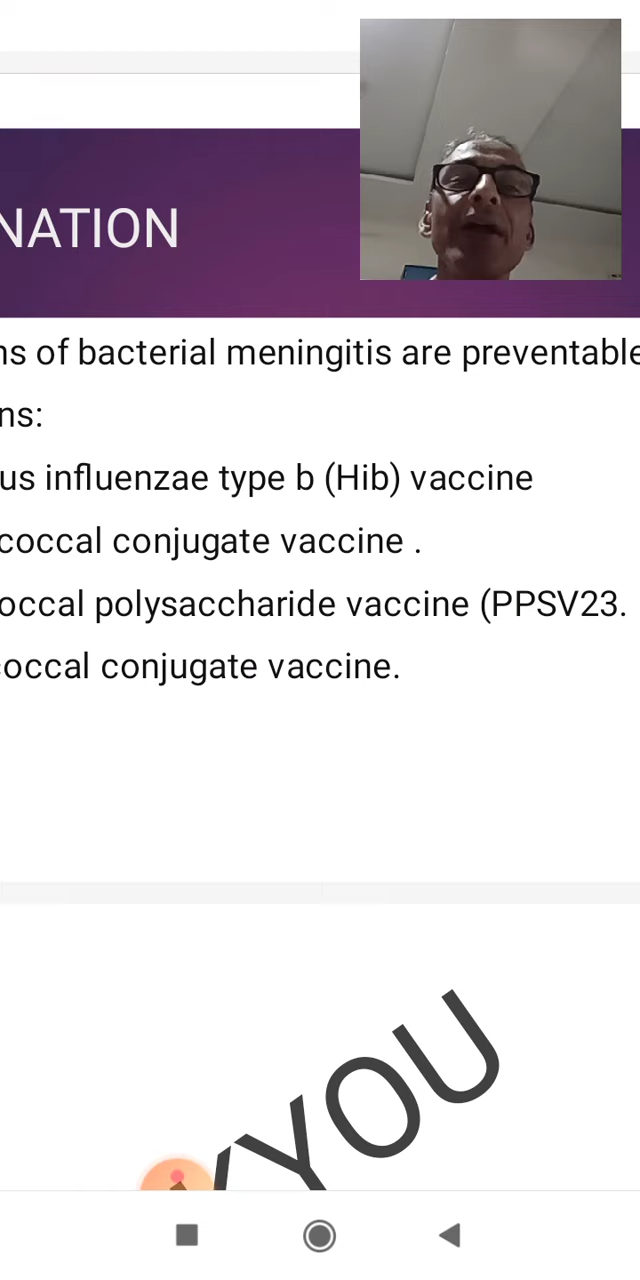 NATION
ns of bacterial meningitis are preventable
ns:
us influenzae type b (Hib) vaccine
coccal conjugate vaccine .
occal polysaccharide vaccine (PPSV23.
coccal conjugate vaccine.
YOU